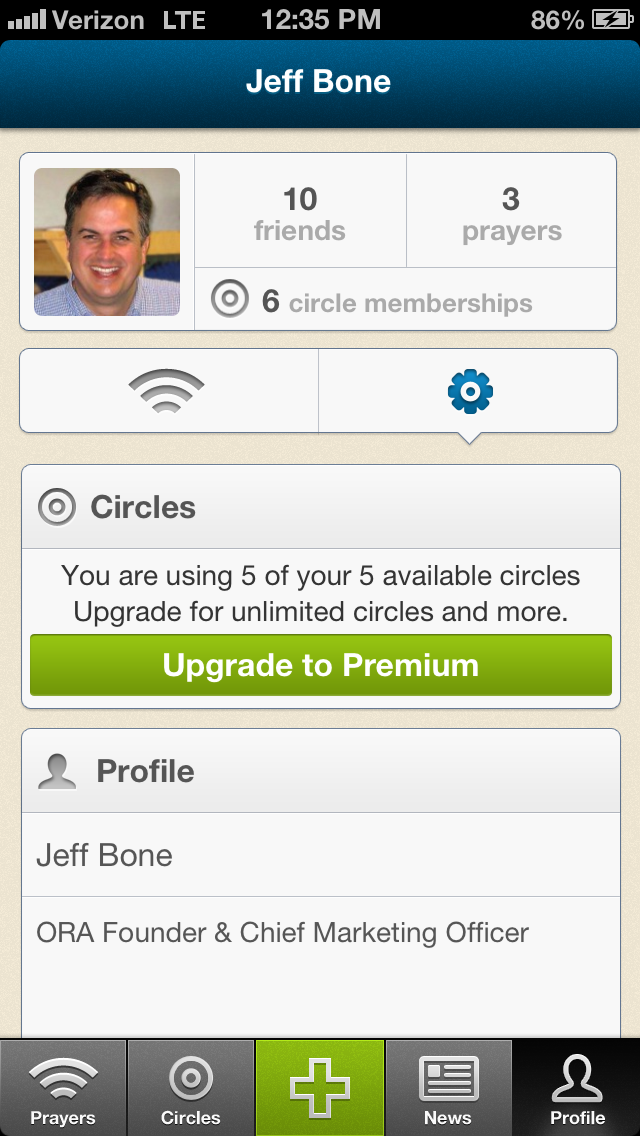 Verizon LTE 12:35 PM 86%
Jeff Bone
10 friends
3 prayers
6 circle memberships
Circles
You are using 5 of your 5 available circles
Upgrade for unlimited circles and more.
Upgrade to Premium
Profile
Jeff Bone
ORA Founder & Chief Marketing Officer
Prayers Circles News Profile